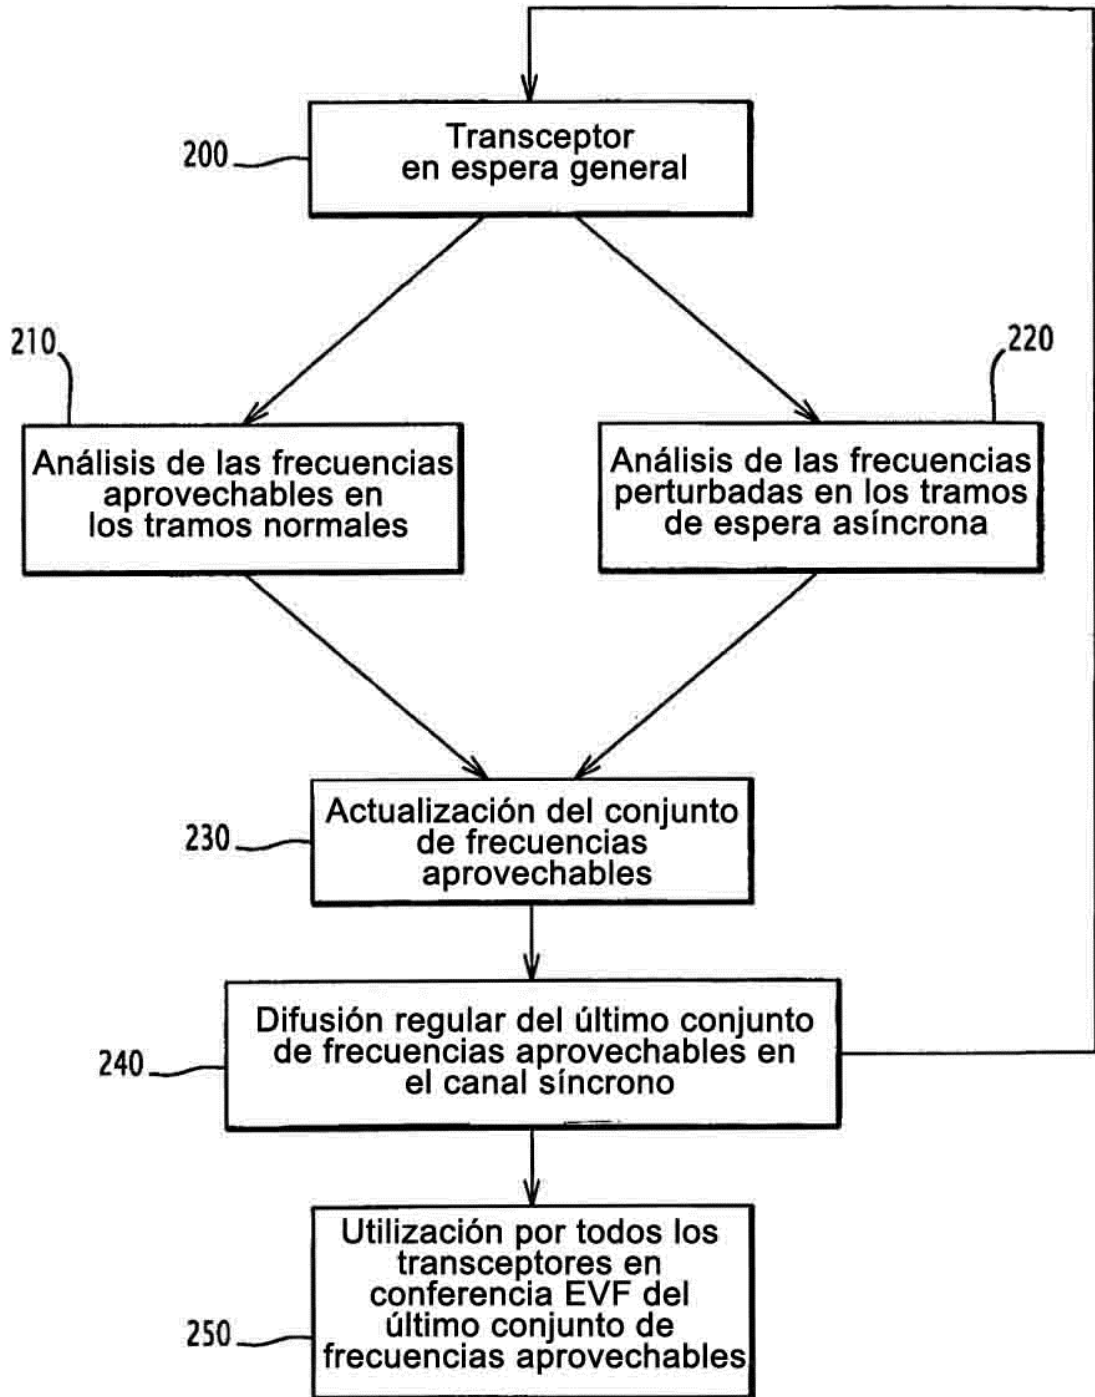 200
Transceptor
en espera general
210
Análisis de las frecuencias
aprovechables en
los tramos normales
220
Análisis de las frecuencias
perturbadas en los tramos
de espera asíncrona
230
Actualización del conjunto
de frecuencias
aprovechables
240
Difusión regular del último conjunto
de frecuencias aprovechables en
el canal síncrono
250
Utilización por todos los
transceptores en
conferencia EVF del
último conjunto de
frecuencias aprovechables